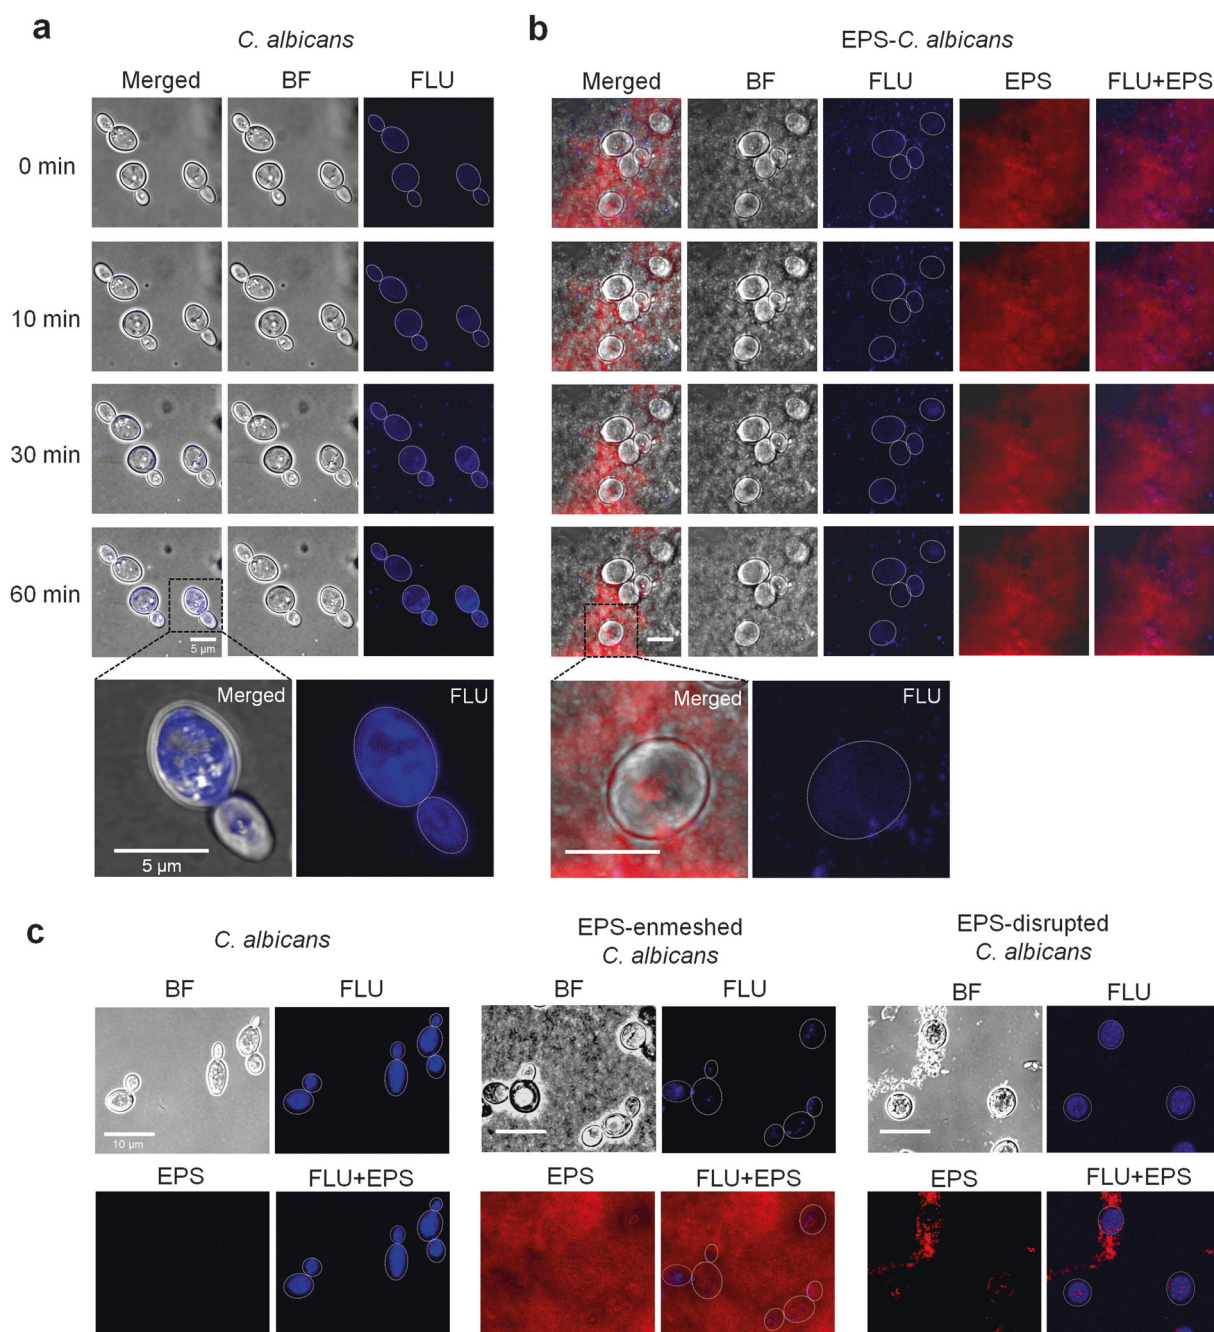 a
C. albicans
Merged BF FLU
0 min
10 min
30 min
60 min
5 µm
Merged
FLU
5 µm
b
EPS-C. albicans
Merged BF FLU EPS FLU+EPS
Merged
FLU
c
C. albicans
BF FLU
10 µm
EPS FLU+EPS
EPS-enmeshed
C. albicans
BF FLU
EPS FLU+EPS
EPS-disrupted
C. albicans
BF FLU
EPS FLU+EPS